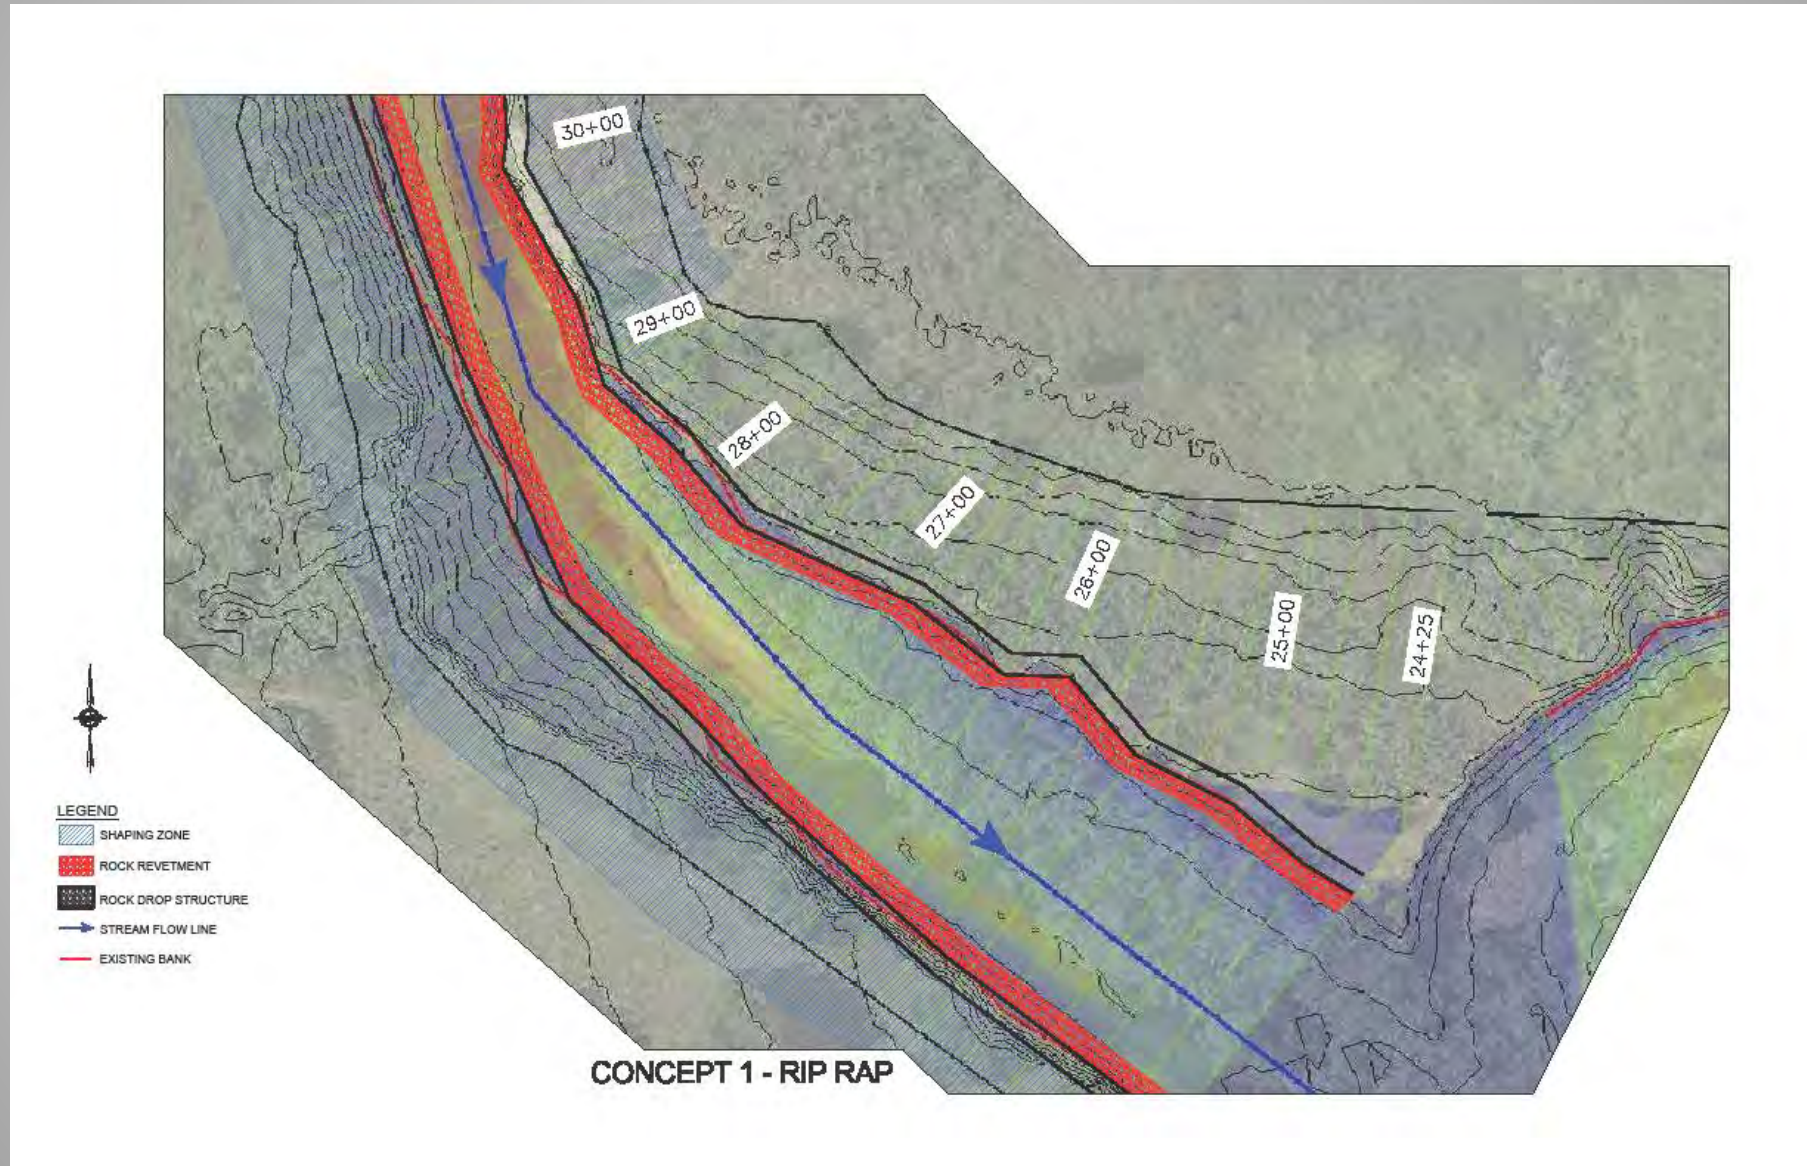 30+00
29+00
28+00
27+00
26+00
25+00
24+25
LEGEND
SHAPING ZONE
ROCK REVETMENT
ROCK DROP STRUCTURE
STREAM FLOW LINE
EXISTING BANK
CONCEPT 1 - RIP RAP